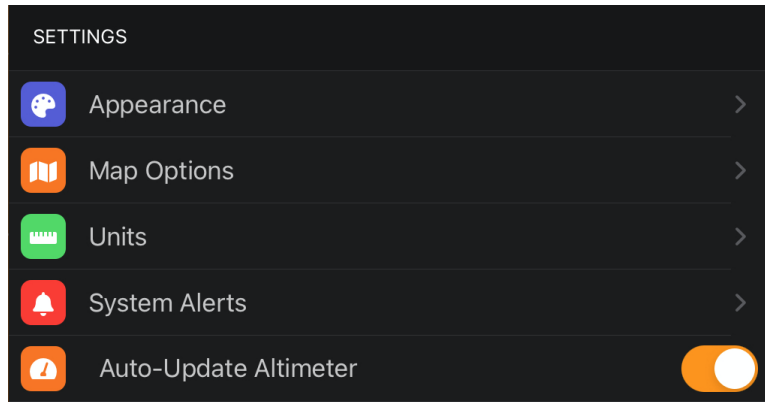 SETTINGS
Appearance
Map Options
Units
System Alerts
Auto-Update Altimeter